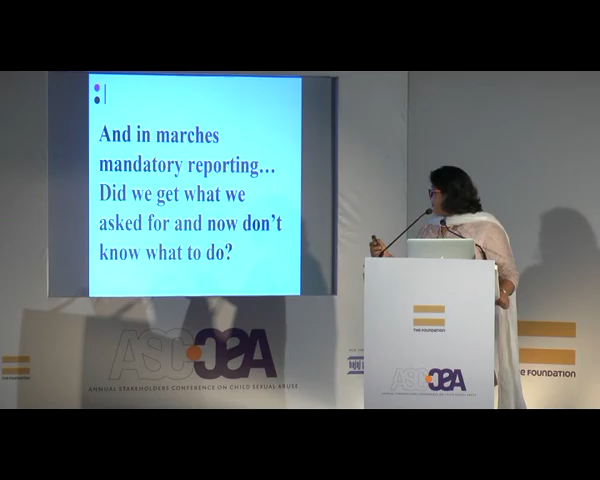 And in marches
mandatory reporting...
Did we get what we
asked for and now don't
know what to do?
THE FOUNDATION
ASCCSA
ANNUAL STAKEHOLDERS CONFERENCE ON CHILD SEXUAL ABUSE
THE FOUNDATION
ASCCSA
E FOUNDATION